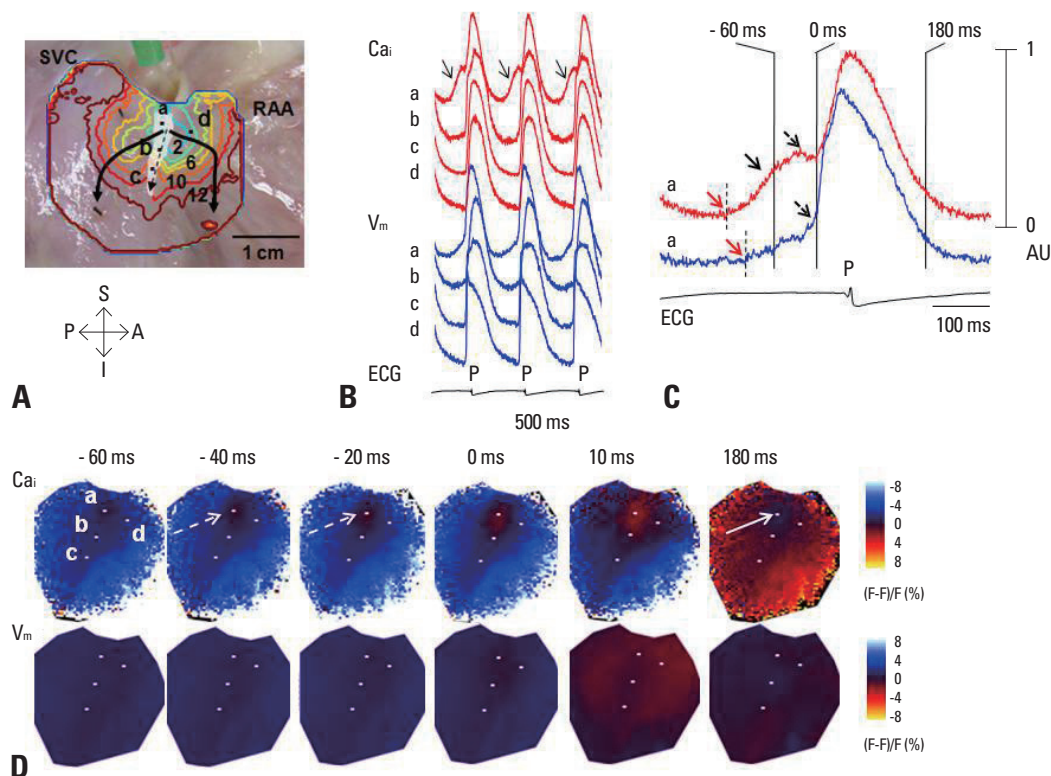 SVC
RAA
a
d
b
2
c
6
10
12
1 cm
S
P A
I
A
Cai
a
b
c
d
Vm
a
b
c
d
ECG P P P
500 ms
B
- 60 ms 0 ms 180 ms
1
a
0
AU
a
P
ECG
100 ms
C
- 60 ms - 40 ms - 20 ms 0 ms 10 ms 180 ms
Cai
a
b d
c
-8
-4
0
4
8
(F-F)/F (%)
Vm
8
4
0
-4
-8
(F-F)/F (%)
D